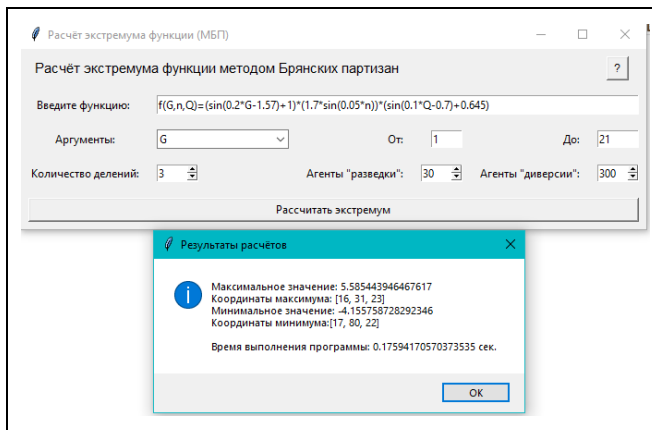 Расчёт экстремума функции (МБП)
Расчёт экстремума функции методом Брянских партизан
?
Введите функцию: f(G,n,Q)=(sin(0.2*G-1.57)+1)*(1.7*sin(0.05*n))*(sin(0.1*Q-0.7)+0.645)
Аргументы: G От: 1 До: 21
Количество делений: 3 Агенты "разведки": 30 Агенты "диверсии": 300
Рассчитать экстремум
Результаты расчётов
Максимальное значение: 5.585443946467617
Координаты максимума: [16, 31, 23]
Минимальное значение: -4.155758728292346
Координаты минимума:[17, 80, 22]
Время выполнения программы: 0.17594170570373535 сек.
OK